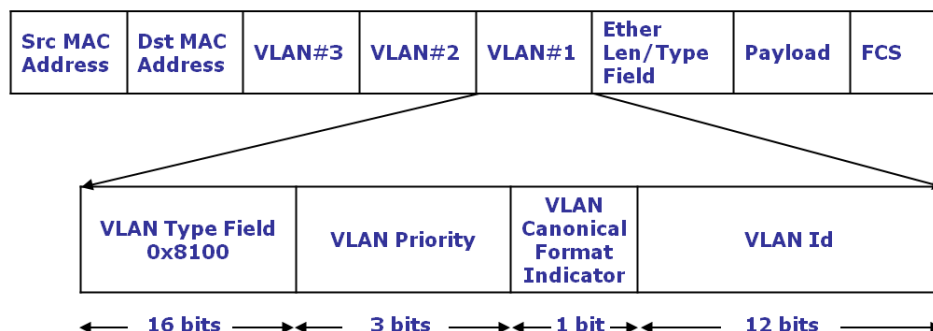 Src MAC
Address
Dst MAC
Address
VLAN#3
VLAN#2
VLAN#1
Ether
Len/Type
Field
Payload
FCS
VLAN Type Field
0x8100
VLAN Priority
VLAN
Canonical
Format
Indicator
VLAN Id
16 bits
3 bits
1 bit
12 bits